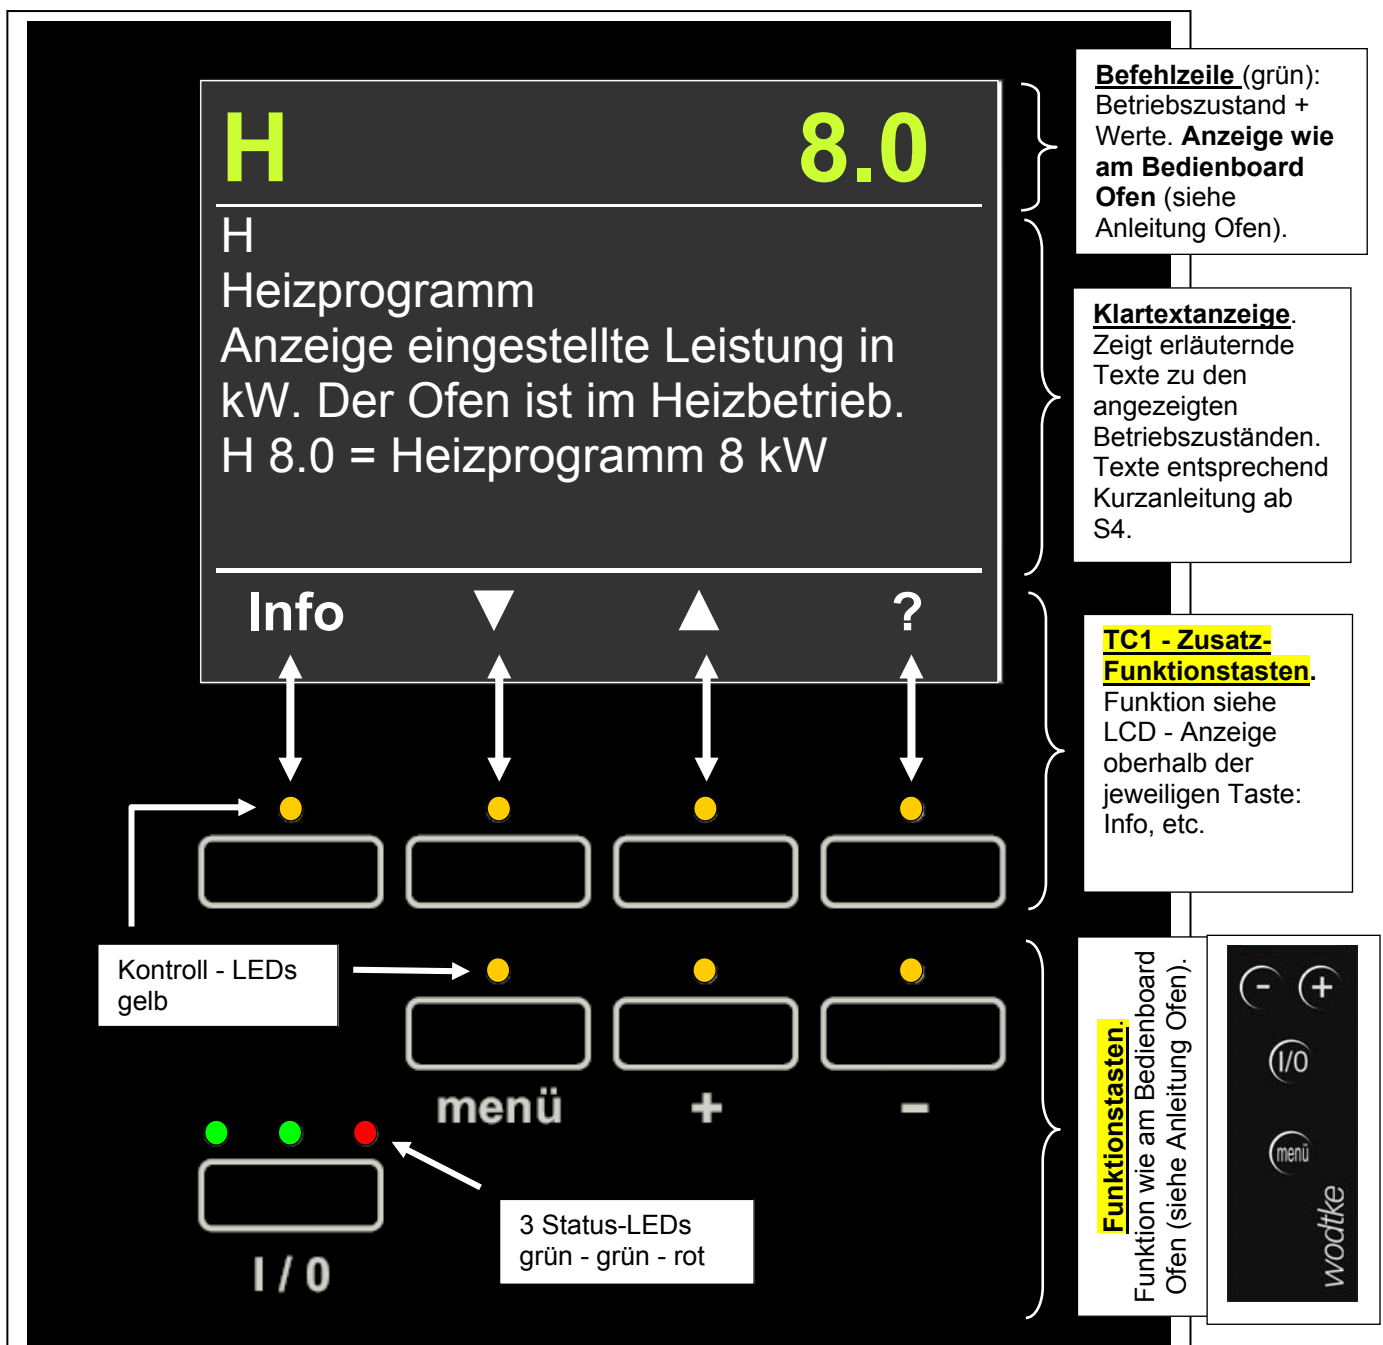 H 8.0
H
Heizprogramm
Anzeige eingestellte Leistung in
kW. Der Ofen ist im Heizbetrieb.
H 8.0 = Heizprogramm 8 kW
Info ▼ ▲ ?
Befehlzeile (grün):
Betriebszustand +
Werte. Anzeige wie
am Bedienboard
Ofen (siehe
Anleitung Ofen).
Klartextanzeige.
Zeigt erläuternde
Texte zu den
angezeigten
Betriebszuständen.
Texte entsprechend
Kurzanleitung ab
S4.
TC1 - Zusatz-
Funktionstasten.
Funktion siehe
LCD - Anzeige
oberhalb der
jeweiligen Taste:
Info, etc.
Kontroll - LEDs
gelb
menü + -
3 Status-LEDs
grün - grün - rot
I / 0
Funktionstasten.
Funktion wie am Bedienboard
Ofen (siehe Anleitung Ofen).
- +
I/0
menü
wodtke